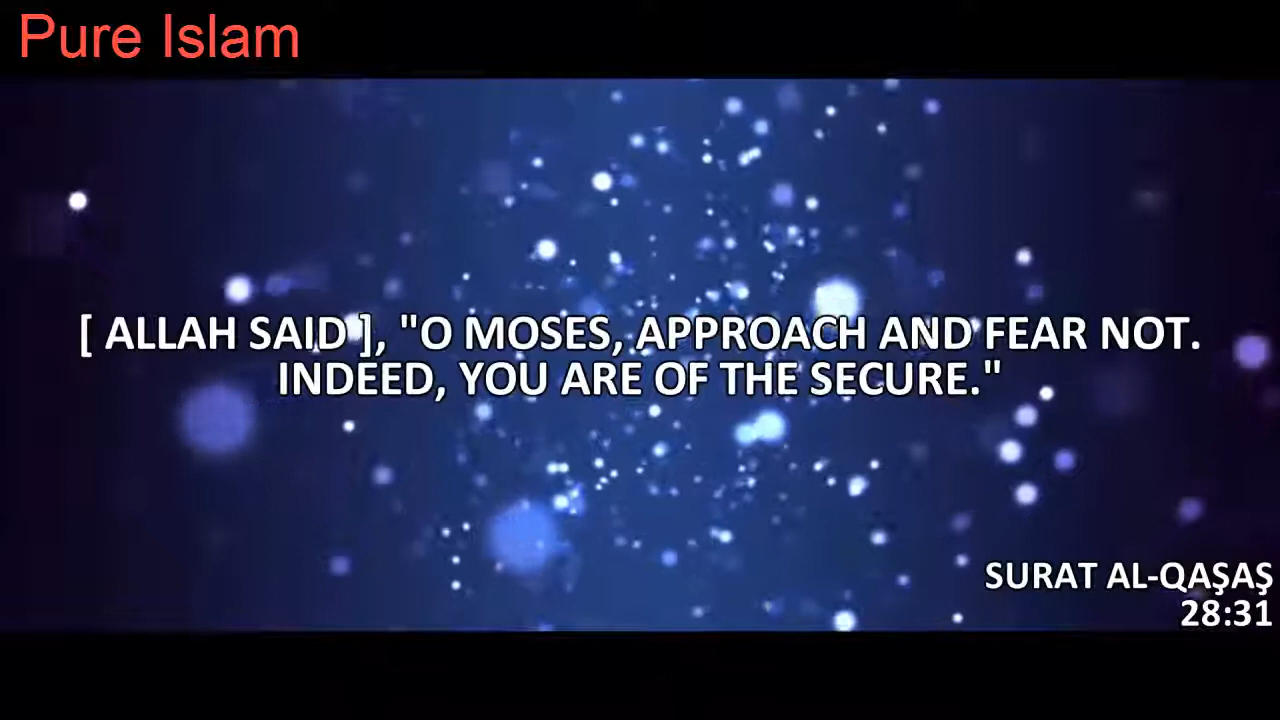 Pure Islam
[ ALLAH SAID ], "O MOSES, APPROACH AND FEAR NOT.
INDEED, YOU ARE OF THE SECURE."
SURAT AL-QAŞAŞ
28:31